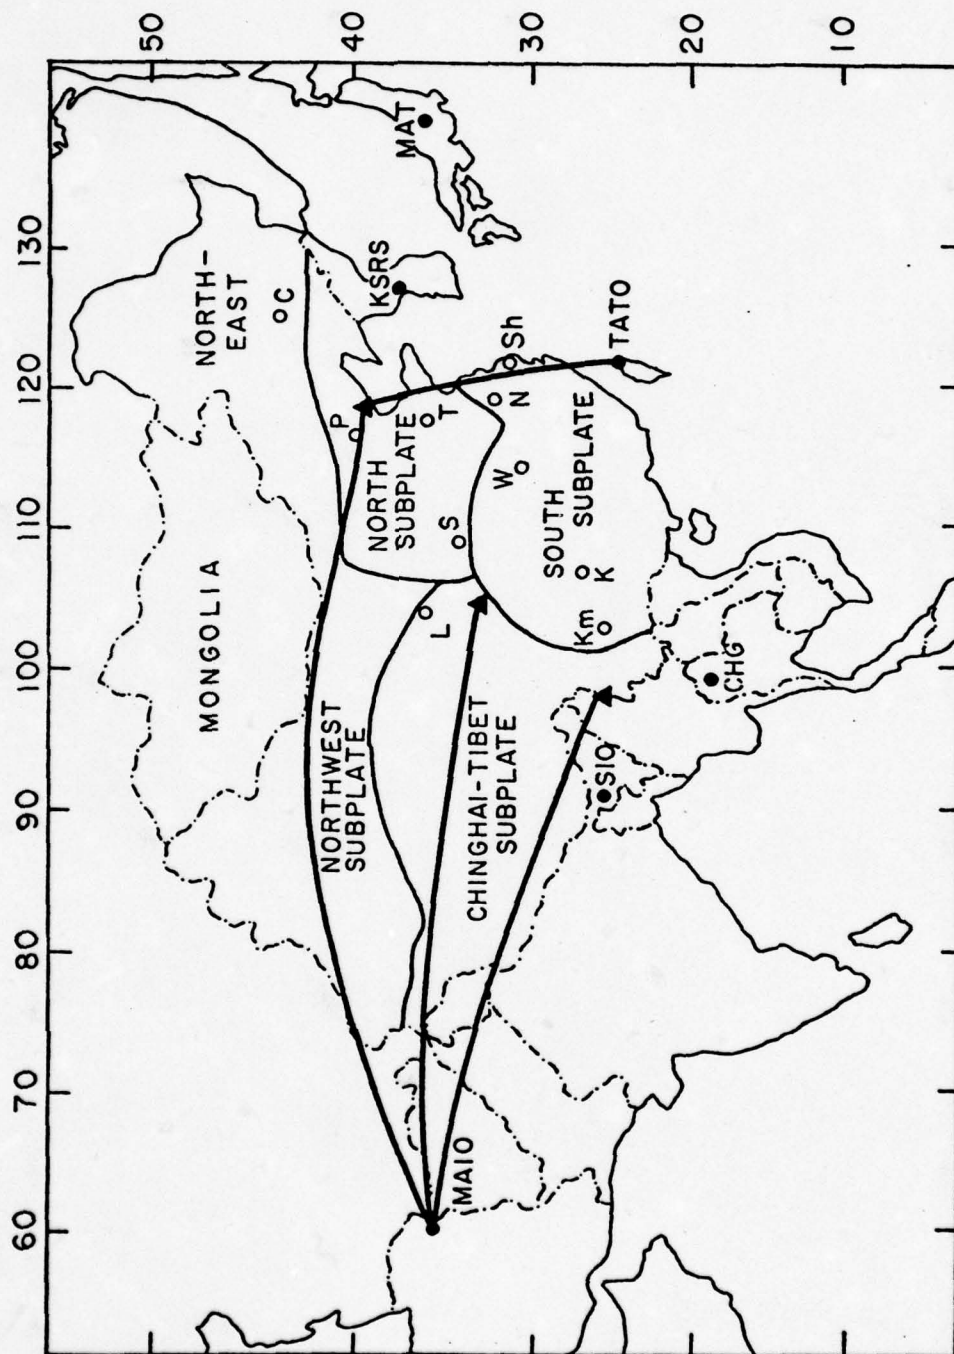 60
70
80
90
100
110
120
130
50
40
30
20
10
MONGOLIA
NORTH-
EAST
C
NORTHWEST
SUBPLATE
NORTH
SUBPLATE
P
T
S
L
KSRS
MAT
CHINGHAI-TIBET
SUBPLATE
SOUTH
SUBPLATE
W
N
Sh
K
Km
TATO
MAIO
SIO
CHG